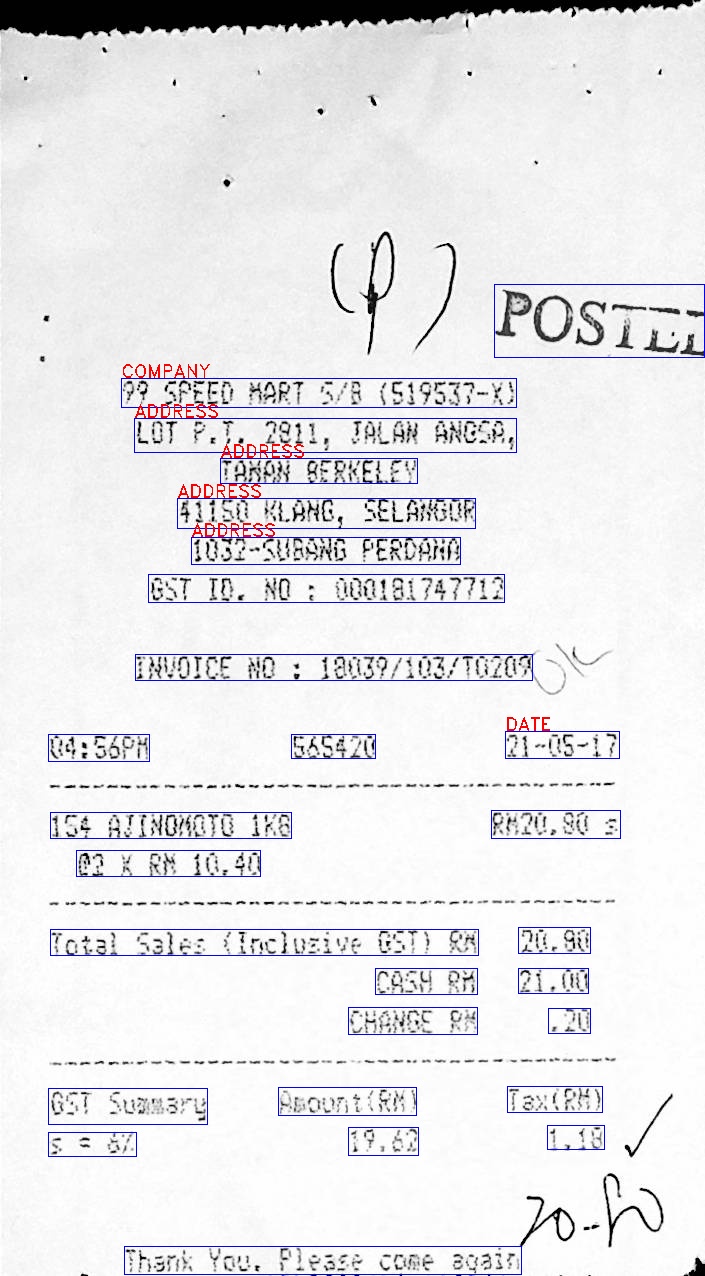 (P)
POSTED
COMPANY
99 SPEED MART S/B (519537-X)
ADDRESS
LOT P.T. 2811, JALAN ANGSA,
ADDRESS
TAMAN BERKELEY
ADDRESS
41150 KLANG, SELANGOR
ADDRESS
1032-SUBANG PERDANA
GST ID. NO : 000181747712
INVOICE NO : 18039/103/T0209
OK
DATE
04:56PM 565420 21-05-17
154 AJINOMOTO 1KG RM20.80 s
@2 X RM 10.40
Total Sales (Inclusive GST) RM 20.80
CASH RM 21.00
CHANGE RM .20
GST Summary Amount(RM) Tax(RM)
s = 6% 19.62 1.18
20.80
Thank You. Please come again